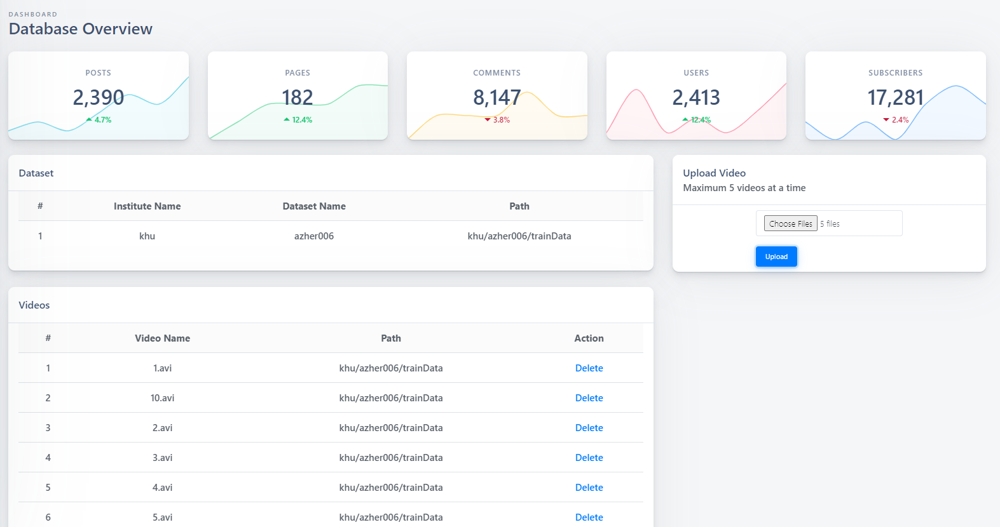 DASHBOARD
Database Overview
POSTS
2,390
4.7%
PAGES
182
12.4%
COMMENTS
8,147
3.8%
USERS
2,413
12.4%
SUBSCRIBERS
17,281
2.4%
Dataset
# Institute Name Dataset Name Path
1 khu azher006 khu/azher006/trainData
Upload Video
Maximum 5 videos at a time
Choose Files 5 files
Upload
Videos
# Video Name Path Action
1 1.avi khu/azher006/trainData Delete
2 10.avi khu/azher006/trainData Delete
3 2.avi khu/azher006/trainData Delete
4 3.avi khu/azher006/trainData Delete
5 4.avi khu/azher006/trainData Delete
6 5.avi khu/azher006/trainData Delete